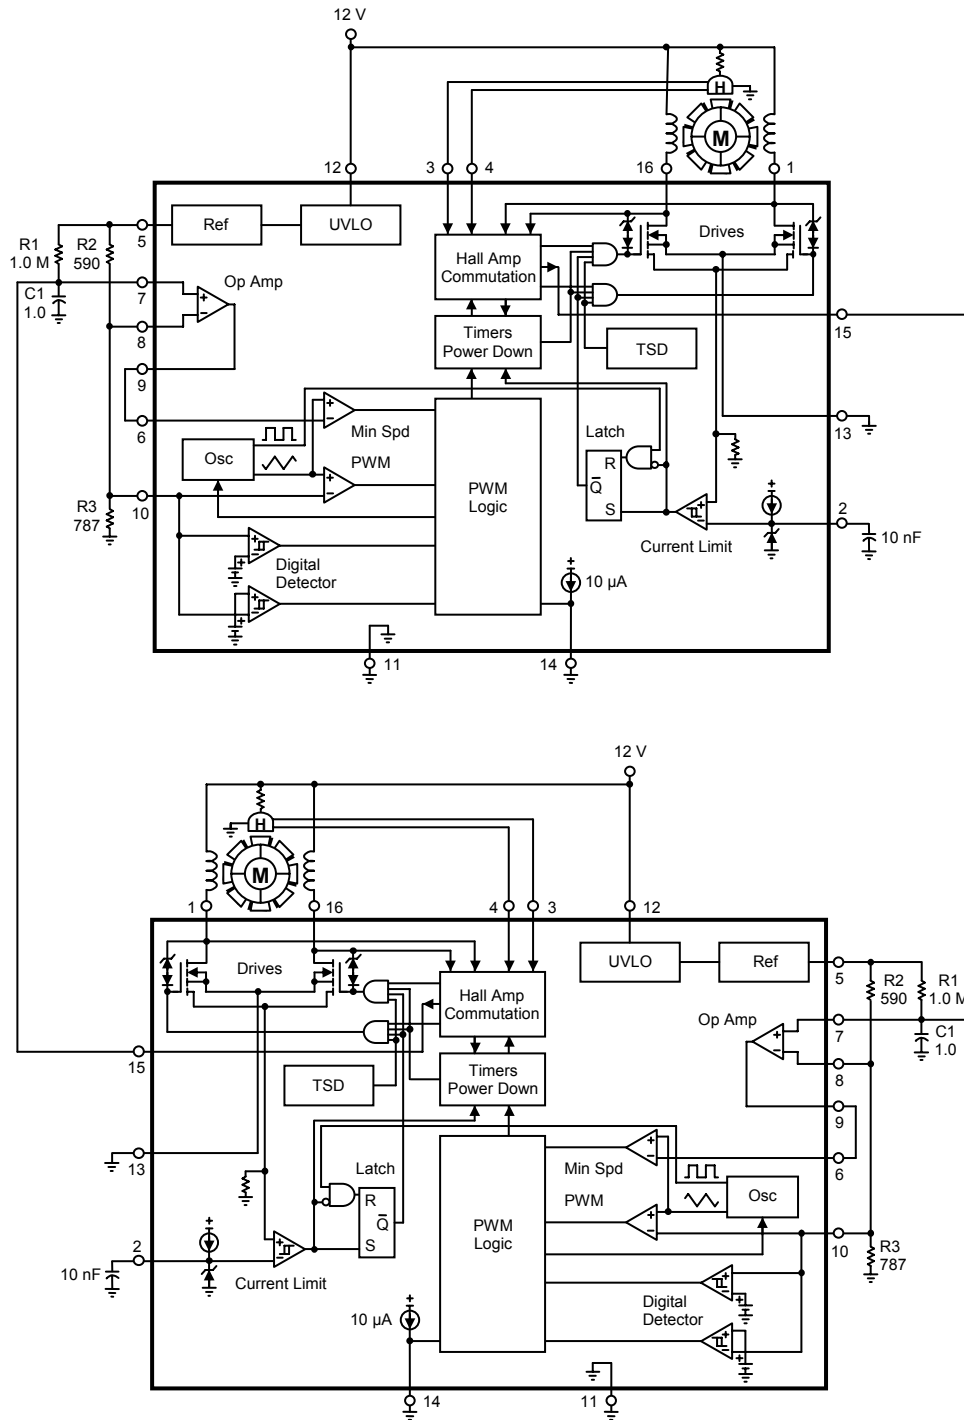 12 V
H
M
12
3
4
16
1
5
Ref
UVLO
Drives
R1
1.0 M
R2
590
Hall Amp
Commutation
Op Amp
7
C1
1.0
8
15
Timers
Power Down
TSD
9
6
Min Spd
Latch
13
Osc
PWM
R
Q
S
PWM
Logic
10
R3
787
2
10 nF
Current Limit
Digital
Detector
10 µA
11
14
12 V
H
M
1
16
4
3
12
UVLO
Ref
5
Drives
Hall Amp
Commutation
R2
590
R1
1.0 M
Op Amp
7
C1
1.0
15
8
TSD
Timers
Power Down
9
13
Latch
Min Spd
6
R
Q
S
PWM
Osc
PWM
Logic
2
10
R3
787
10 nF
Current Limit
10 µA
Digital
Detector
14
11